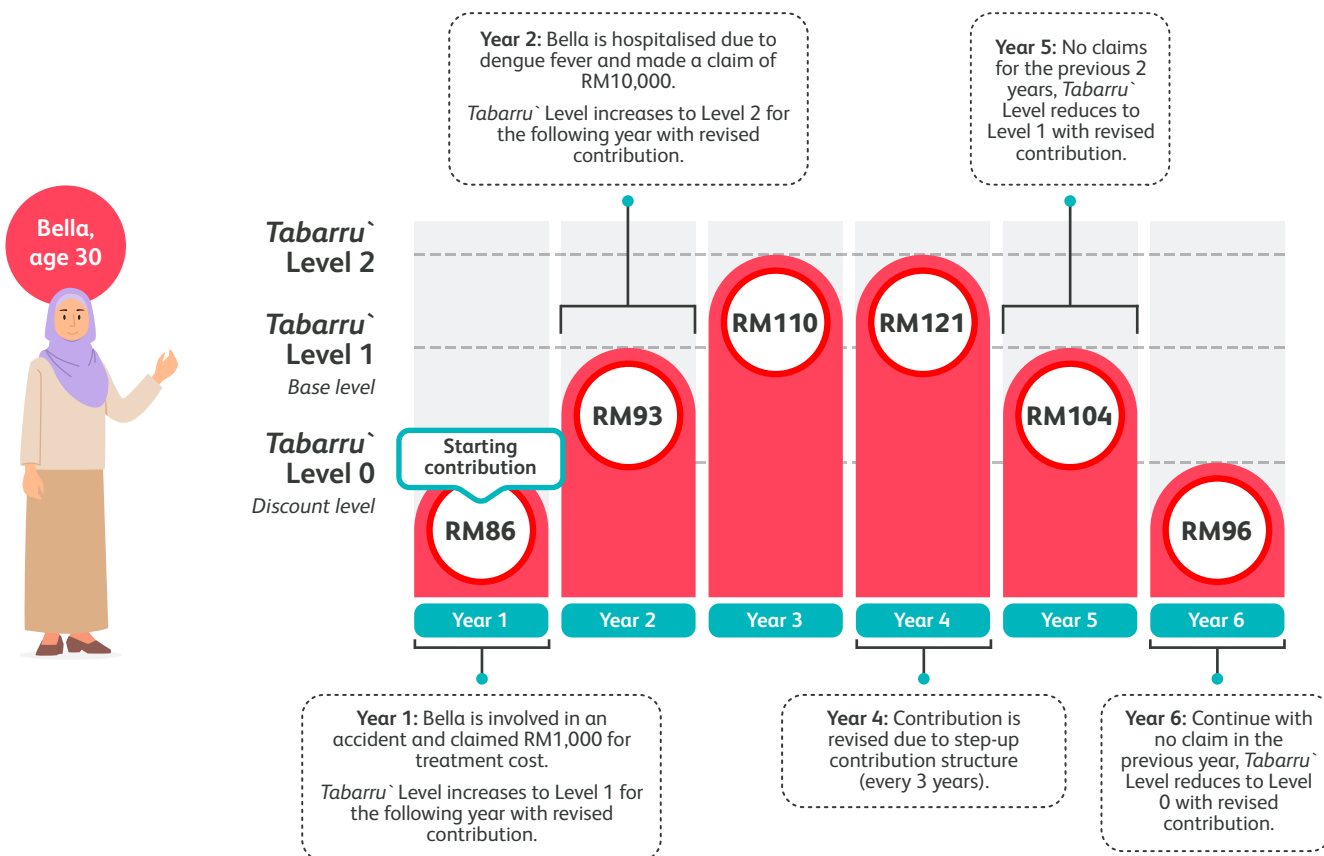 Year 2: Bella is hospitalised due to
dengue fever and made a claim of
RM10,000.
Tabarru` Level increases to Level 2 for
the following year with revised
contribution.
Year 5: No claims
for the previous 2
years, Tabarru`
Level reduces to
Level 1 with revised
contribution.
Bella,
age 30
Tabarru`
Level 2
Tabarru`
Level 1
Base level
Tabarru`
Level 0
Discount level
Starting
contribution
RM86
RM93
RM110
RM121
RM104
RM96
Year 1
Year 2
Year 3
Year 4
Year 5
Year 6
Year 1: Bella is involved in an
accident and claimed RM1,000 for
treatment cost.
Tabarru` Level increases to Level 1 for
the following year with revised
contribution.
Year 4: Contribution is
revised due to step-up
contribution structure
(every 3 years).
Year 6: Continue with
no claim in the
previous year, Tabarru`
Level reduces to Level
0 with revised
contribution.